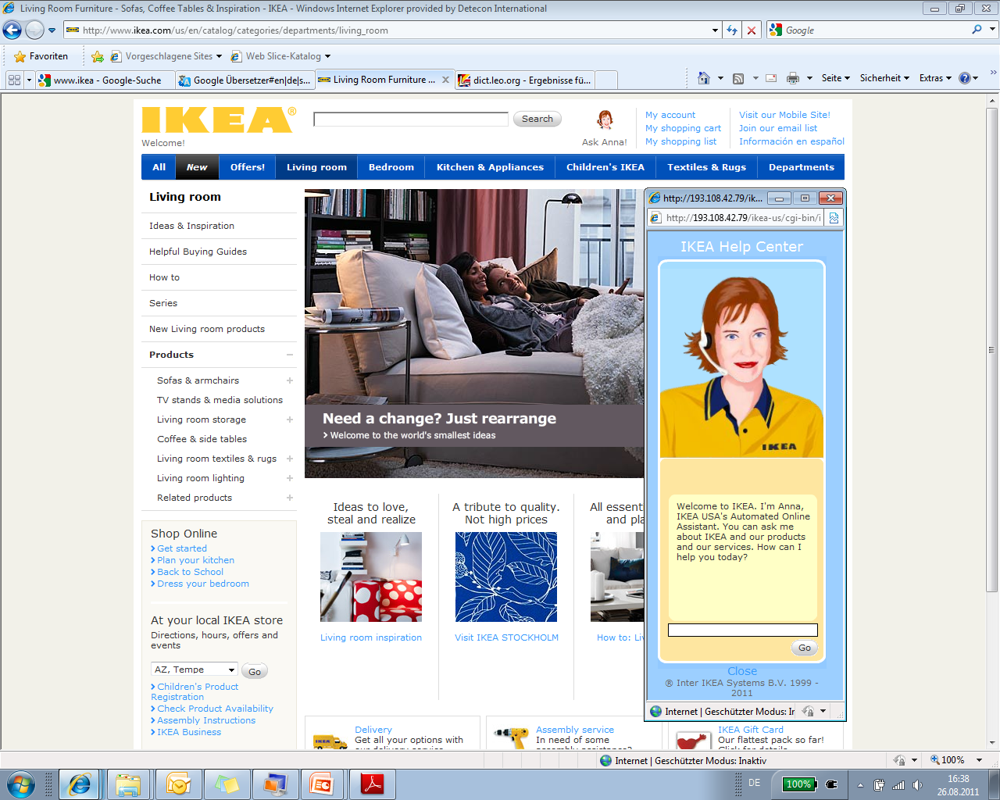 Living Room Furniture - Sofas, Coffee Tables & Inspiration - IKEA - Windows Internet Explorer provided by Detecon International
http://www.ikea.com/us/en/catalog/categories/departments/living_room
Google
Favoriten
Vorgeschlagene Sites
Web Slice-Katalog
www.ikea - Google-Suche
Google Übersetzer#en|de|s...
Living Room Furniture ...
dict.leo.org - Ergebnisse fü...
Seite
Sicherheit
Extras
IKEA®
Welcome!
Search
Ask Anna!
My account
My shopping cart
My shopping list
Visit our Mobile Site!
Join our email list
Información en español
All
New
Offers!
Living room
Bedroom
Kitchen & Appliances
Children's IKEA
Textiles & Rugs
Departments
Living room
Ideas & Inspiration
Helpful Buying Guides
How to
Series
New Living room products
Products
Sofas & armchairs
TV stands & media solutions
Living room storage
Coffee & side tables
Living room textiles & rugs
Living room lighting
Related products
Need a change? Just rearrange
Welcome to the world's smallest ideas
Shop Online
Get started
Plan your kitchen
Back to School
Dress your bedroom
At your local IKEA store
Directions, hours, offers and
events
AZ, Tempe
Go
Children's Product
Registration
Check Product Availability
Assembly Instructions
IKEA Business
Ideas to love,
steal and realize
Living room inspiration
A tribute to quality.
Not high prices
Visit IKEA STOCKHOLM
All essent
and pla
How to: Liv
Delivery
Get all your options with
our delivery service
Assembly service
In need of some
assembly assistance?
IKEA Gift Card
Our flattest pack so far!
Click for details
http://193.108.42.79/ik...
http://193.108.42.79/ikea-us/cgi-bin/i
IKEA Help Center
IKEA
Welcome to IKEA. I'm Anna,
IKEA USA's Automated Online
Assistant. You can ask me
about IKEA and our products
and our services. How can I
help you today?
Go
Close
® Inter IKEA Systems B.V. 1999 -
2011
Internet | Geschützter Modus: Ir
Internet | Geschützter Modus: Inaktiv
100%
DE
100%
16:38
26.08.2011